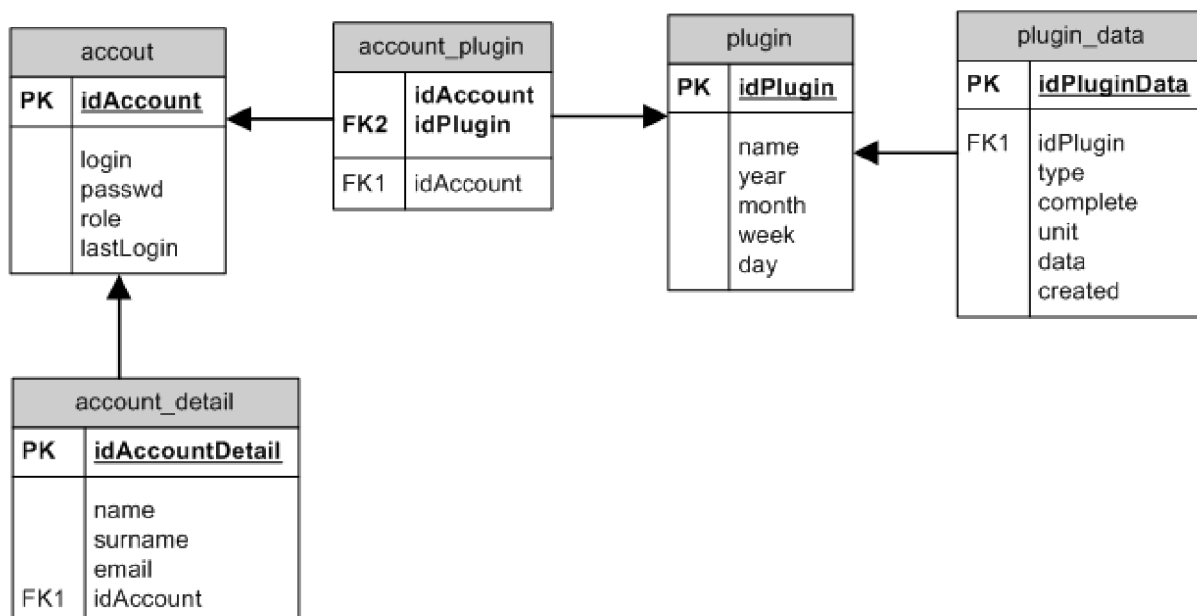 accout
PK idAccount
login
passwd
role
lastLogin
account_plugin
idAccount
FK2 idPlugin
FK1 idAccount
plugin
PK idPlugin
name
year
month
week
day
plugin_data
PK idPluginData
FK1 idPlugin
type
complete
unit
data
created
account_detail
PK idAccountDetail
name
surname
email
FK1 idAccount